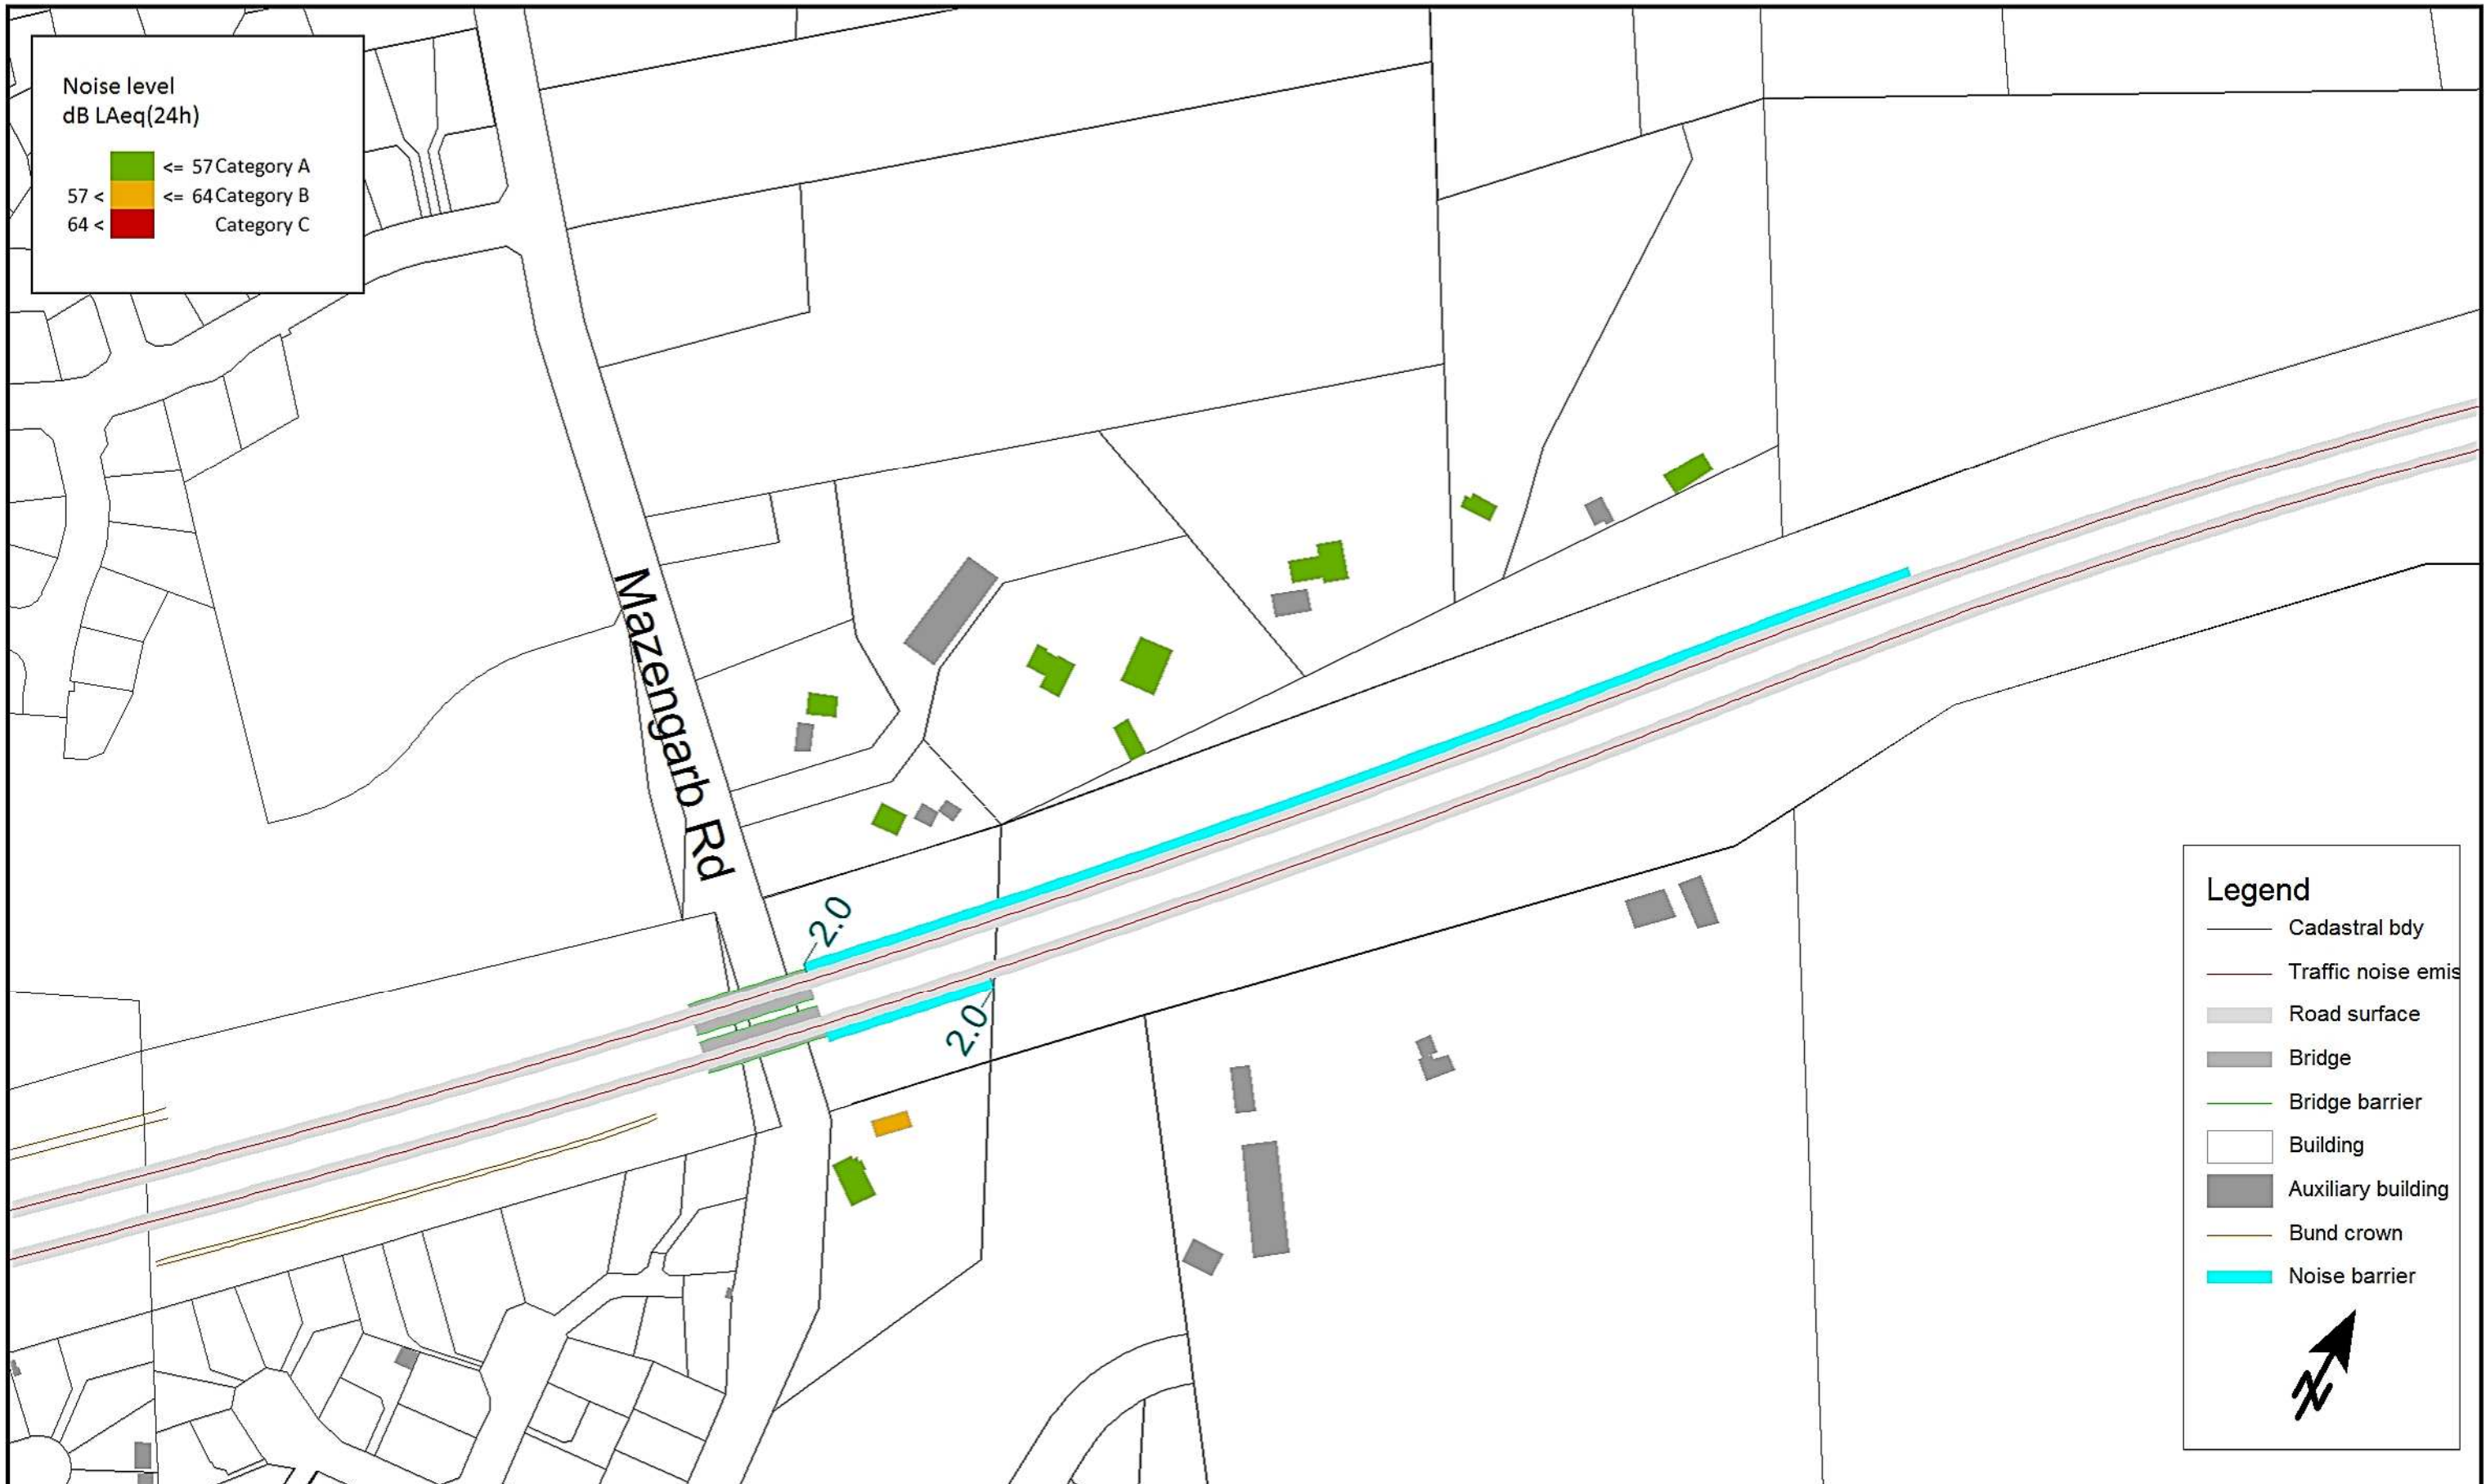 Noise level
dB LAeq(24h)
<= 57 Category A
57 < <= 64 Category B
64 < Category C
Mazengarb Rd
2.0
2.0
Legend
Cadastral bdy
Traffic noise emis
Road surface
Bridge
Bridge barrier
Building
Auxiliary building
Bund crown
Noise barrier
N